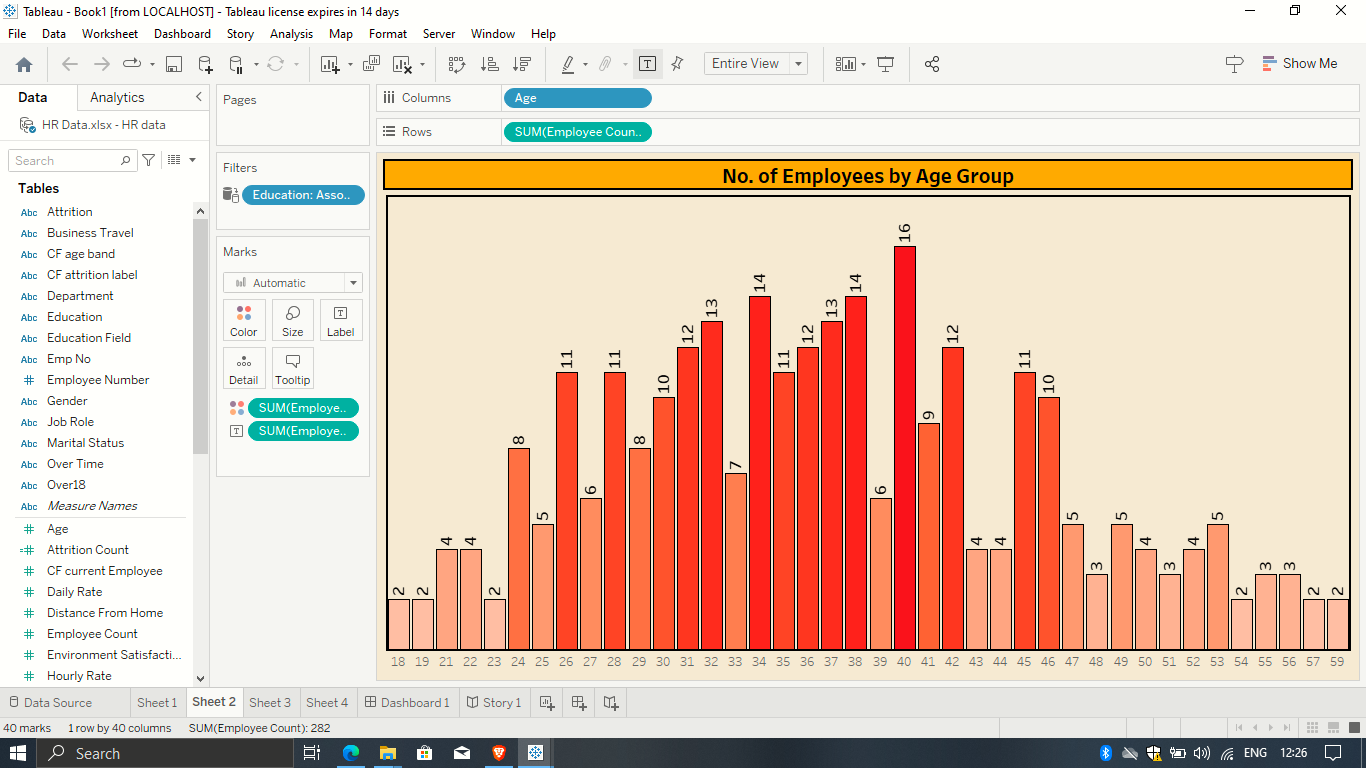 Tableau - Book1 [from LOCALHOST] - Tableau license expires in 14 days
File Data Worksheet Dashboard Story Analysis Map Format Server Window Help
Entire View
Show Me
Data Analytics
HR Data.xlsx - HR data
Search
Tables
Abc Attrition
Abc Business Travel
Abc CF age band
Abc CF attrition label
Abc Department
Abc Education
Abc Education Field
Abc Emp No
# Employee Number
Abc Gender
Abc Job Role
Abc Marital Status
Abc Over Time
Abc Over18
Abc Measure Names
# Age
=# Attrition Count
# CF current Employee
# Daily Rate
# Distance From Home
# Employee Count
# Environment Satisfacti...
# Hourly Rate
Pages
Filters
Education: Asso..
Marks
Automatic
Color Size Label
Detail Tooltip
SUM(Employe..
SUM(Employe..
Columns Age
Rows SUM(Employee Coun..
No. of Employees by Age Group
2 2 4 4 2 8 5 11 6 11 8 10 12 13 7 14 11 12 13 14 6 16 9 12 4 4 11 10 5 3 5 4 3 4 5 2 3 3 2 2
18 19 21 22 23 24 25 26 27 28 29 30 31 32 33 34 35 36 37 38 39 40 41 42 43 44 45 46 47 48 49 50 51 52 53 54 55 56 57 59
Data Source Sheet 1 Sheet 2 Sheet 3 Sheet 4 Dashboard 1 Story 1
40 marks 1 row by 40 columns SUM(Employee Count): 282
Search
ENG 12:26